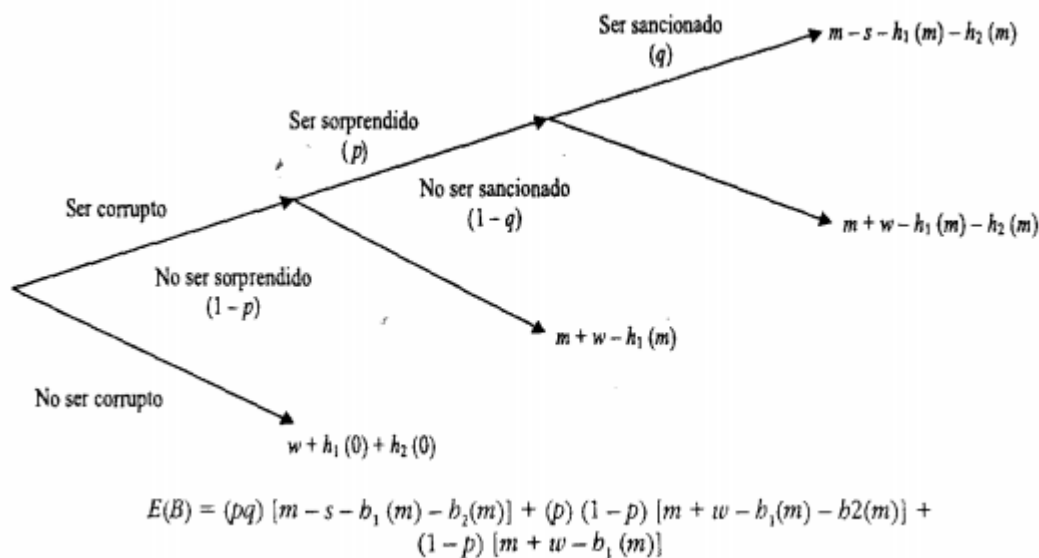 Ser sancionado
(q)
m – s – h₁ (m) – h₂ (m)
Ser sorprendido
(p)
No ser sancionado
(1 – q)
m + w – h₁ (m) – h₂ (m)
Ser corrupto
No ser sorprendido
(1 – p)
m + w – h₁ (m)
No ser corrupto
w + h₁ (0) + h₂ (0)
E(B) = (pq) [m – s – b₁ (m) – b₂(m)] + (p) (1 – p) [m + w – b₁(m) – b2(m)] +
(1 – p) [m + w – b₁ (m)]